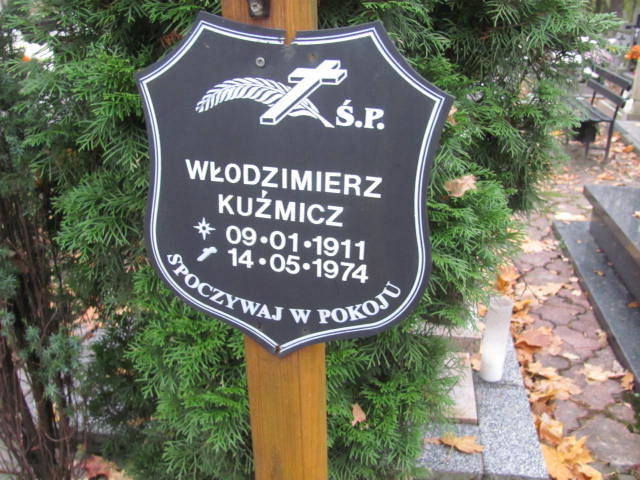 Ś.P.
WŁODZIMIERZ
KUŹMICZ
09•01•1911
14•05•1974
SPOCZYWAJ W POKOJU